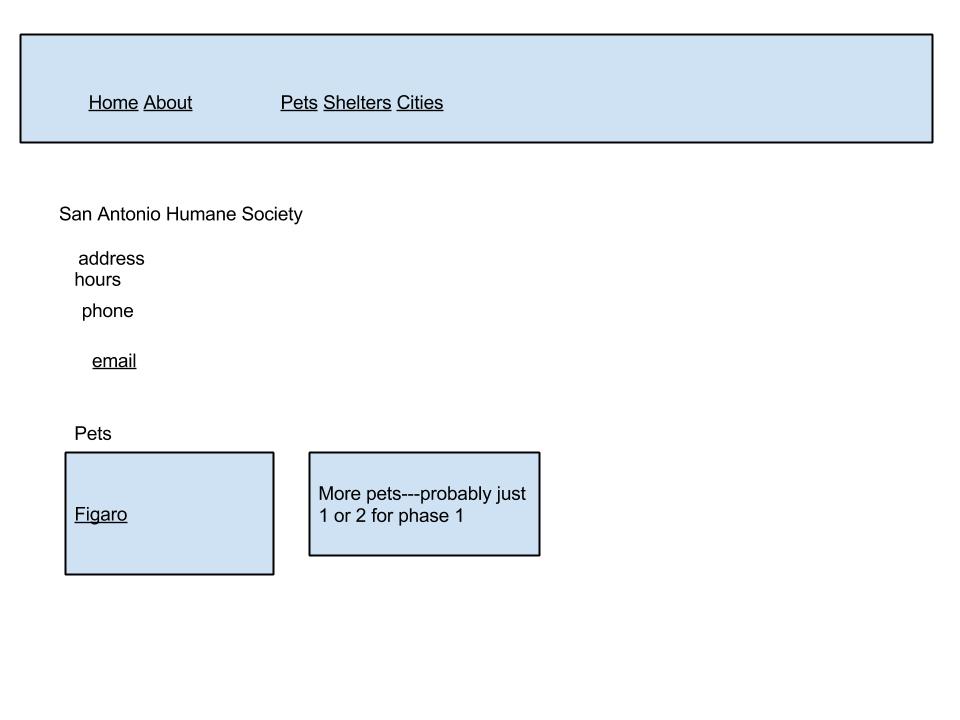 Home About Pets Shelters Cities
San Antonio Humane Society
address
hours
phone
email
Pets
Figaro
More pets---probably just
1 or 2 for phase 1